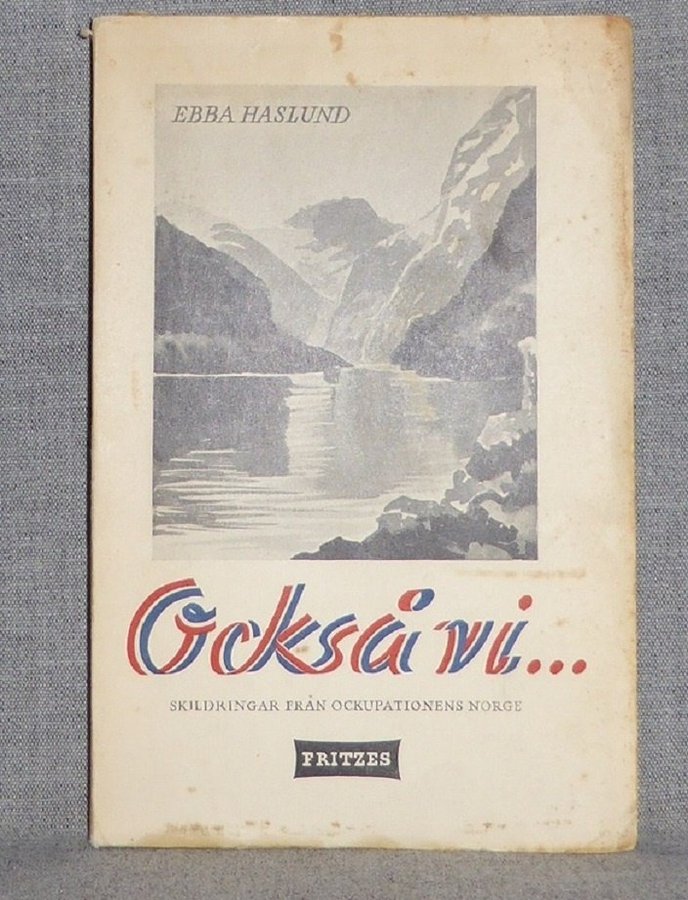 EBBA HASLUND
Också vi...
SKILDRINGAR FRÅN OCKUPATIONENS NORGE
FRITZES